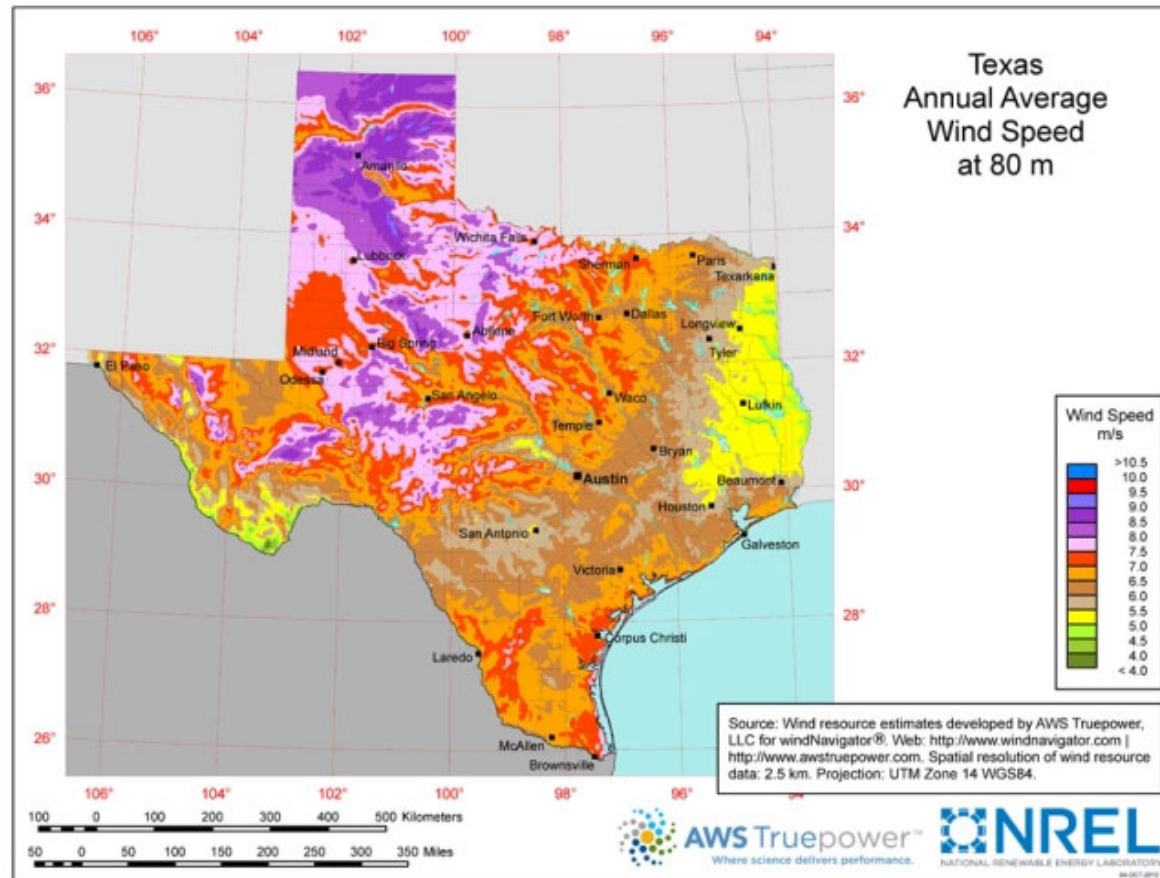 Texas
Annual Average
Wind Speed
at 80 m
106°
104°
102°
100°
98°
96°
94°
36°
36°
34°
34°
32°
32°
30°
30°
28°
28°
26°
106°
104°
102°
100°
98°
96°
94°
Amarillo
Lubbock
Wichita Falls
Sherman
Paris
Texarkana
Fort Worth
Dallas
Longview
Tyler
Abilene
Big Spring
Midland
Odessa
El Paso
San Angelo
Waco
Lufkin
Temple
Bryan
Austin
Beaumont
Houston
San Antonio
Galveston
Victoria
Corpus Christi
Laredo
McAllen
Brownsville
Wind Speed
m/s
>10.5
10.0
9.5
9.0
8.5
8.0
7.5
7.0
6.5
6.0
5.5
5.0
4.5
4.0
< 4.0
Source: Wind resource estimates developed by AWS Truepower,
LLC for windNavigator®. Web: http://www.windnavigator.com |
http://www.awstruepower.com. Spatial resolution of wind resource
data: 2.5 km. Projection: UTM Zone 14 WGS84.
100 0 100 200 300 400 500 Kilometers
50 0 50 100 150 200 250 300 350 Miles
AWS Truepower™
Where science delivers performance.
NREL
NATIONAL RENEWABLE ENERGY LABORATORY